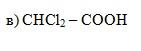 в) CHCl₂ – COOH